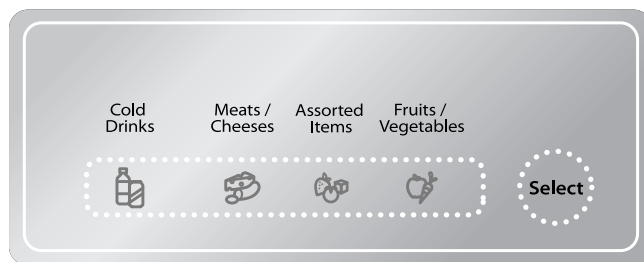 Cold
Drinks
Meats /
Cheeses
Assorted
Items
Fruits /
Vegetables
Select